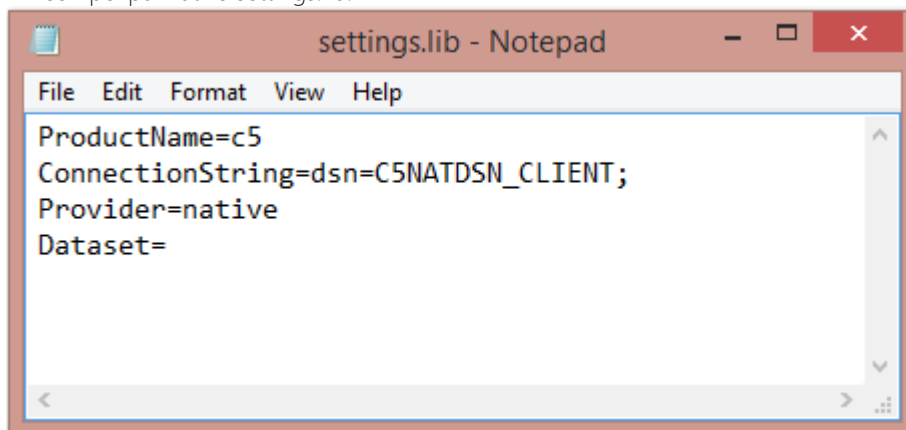 settings.lib - Notepad
File Edit Format View Help
ProductName=c5
ConnectionString=dsn=C5NATDSN_CLIENT;
Provider=native
Dataset=